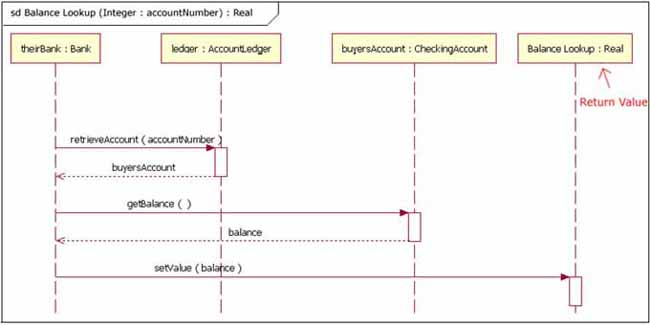 sd Balance Lookup (Integer : accountNumber) : Real
theirBank : Bank
ledger : AccountLedger
buyersAccount : CheckingAccount
Balance Lookup : Real
Return Value
retrieveAccount ( accountNumber )
buyersAccount
getBalance ( )
balance
setValue ( balance )